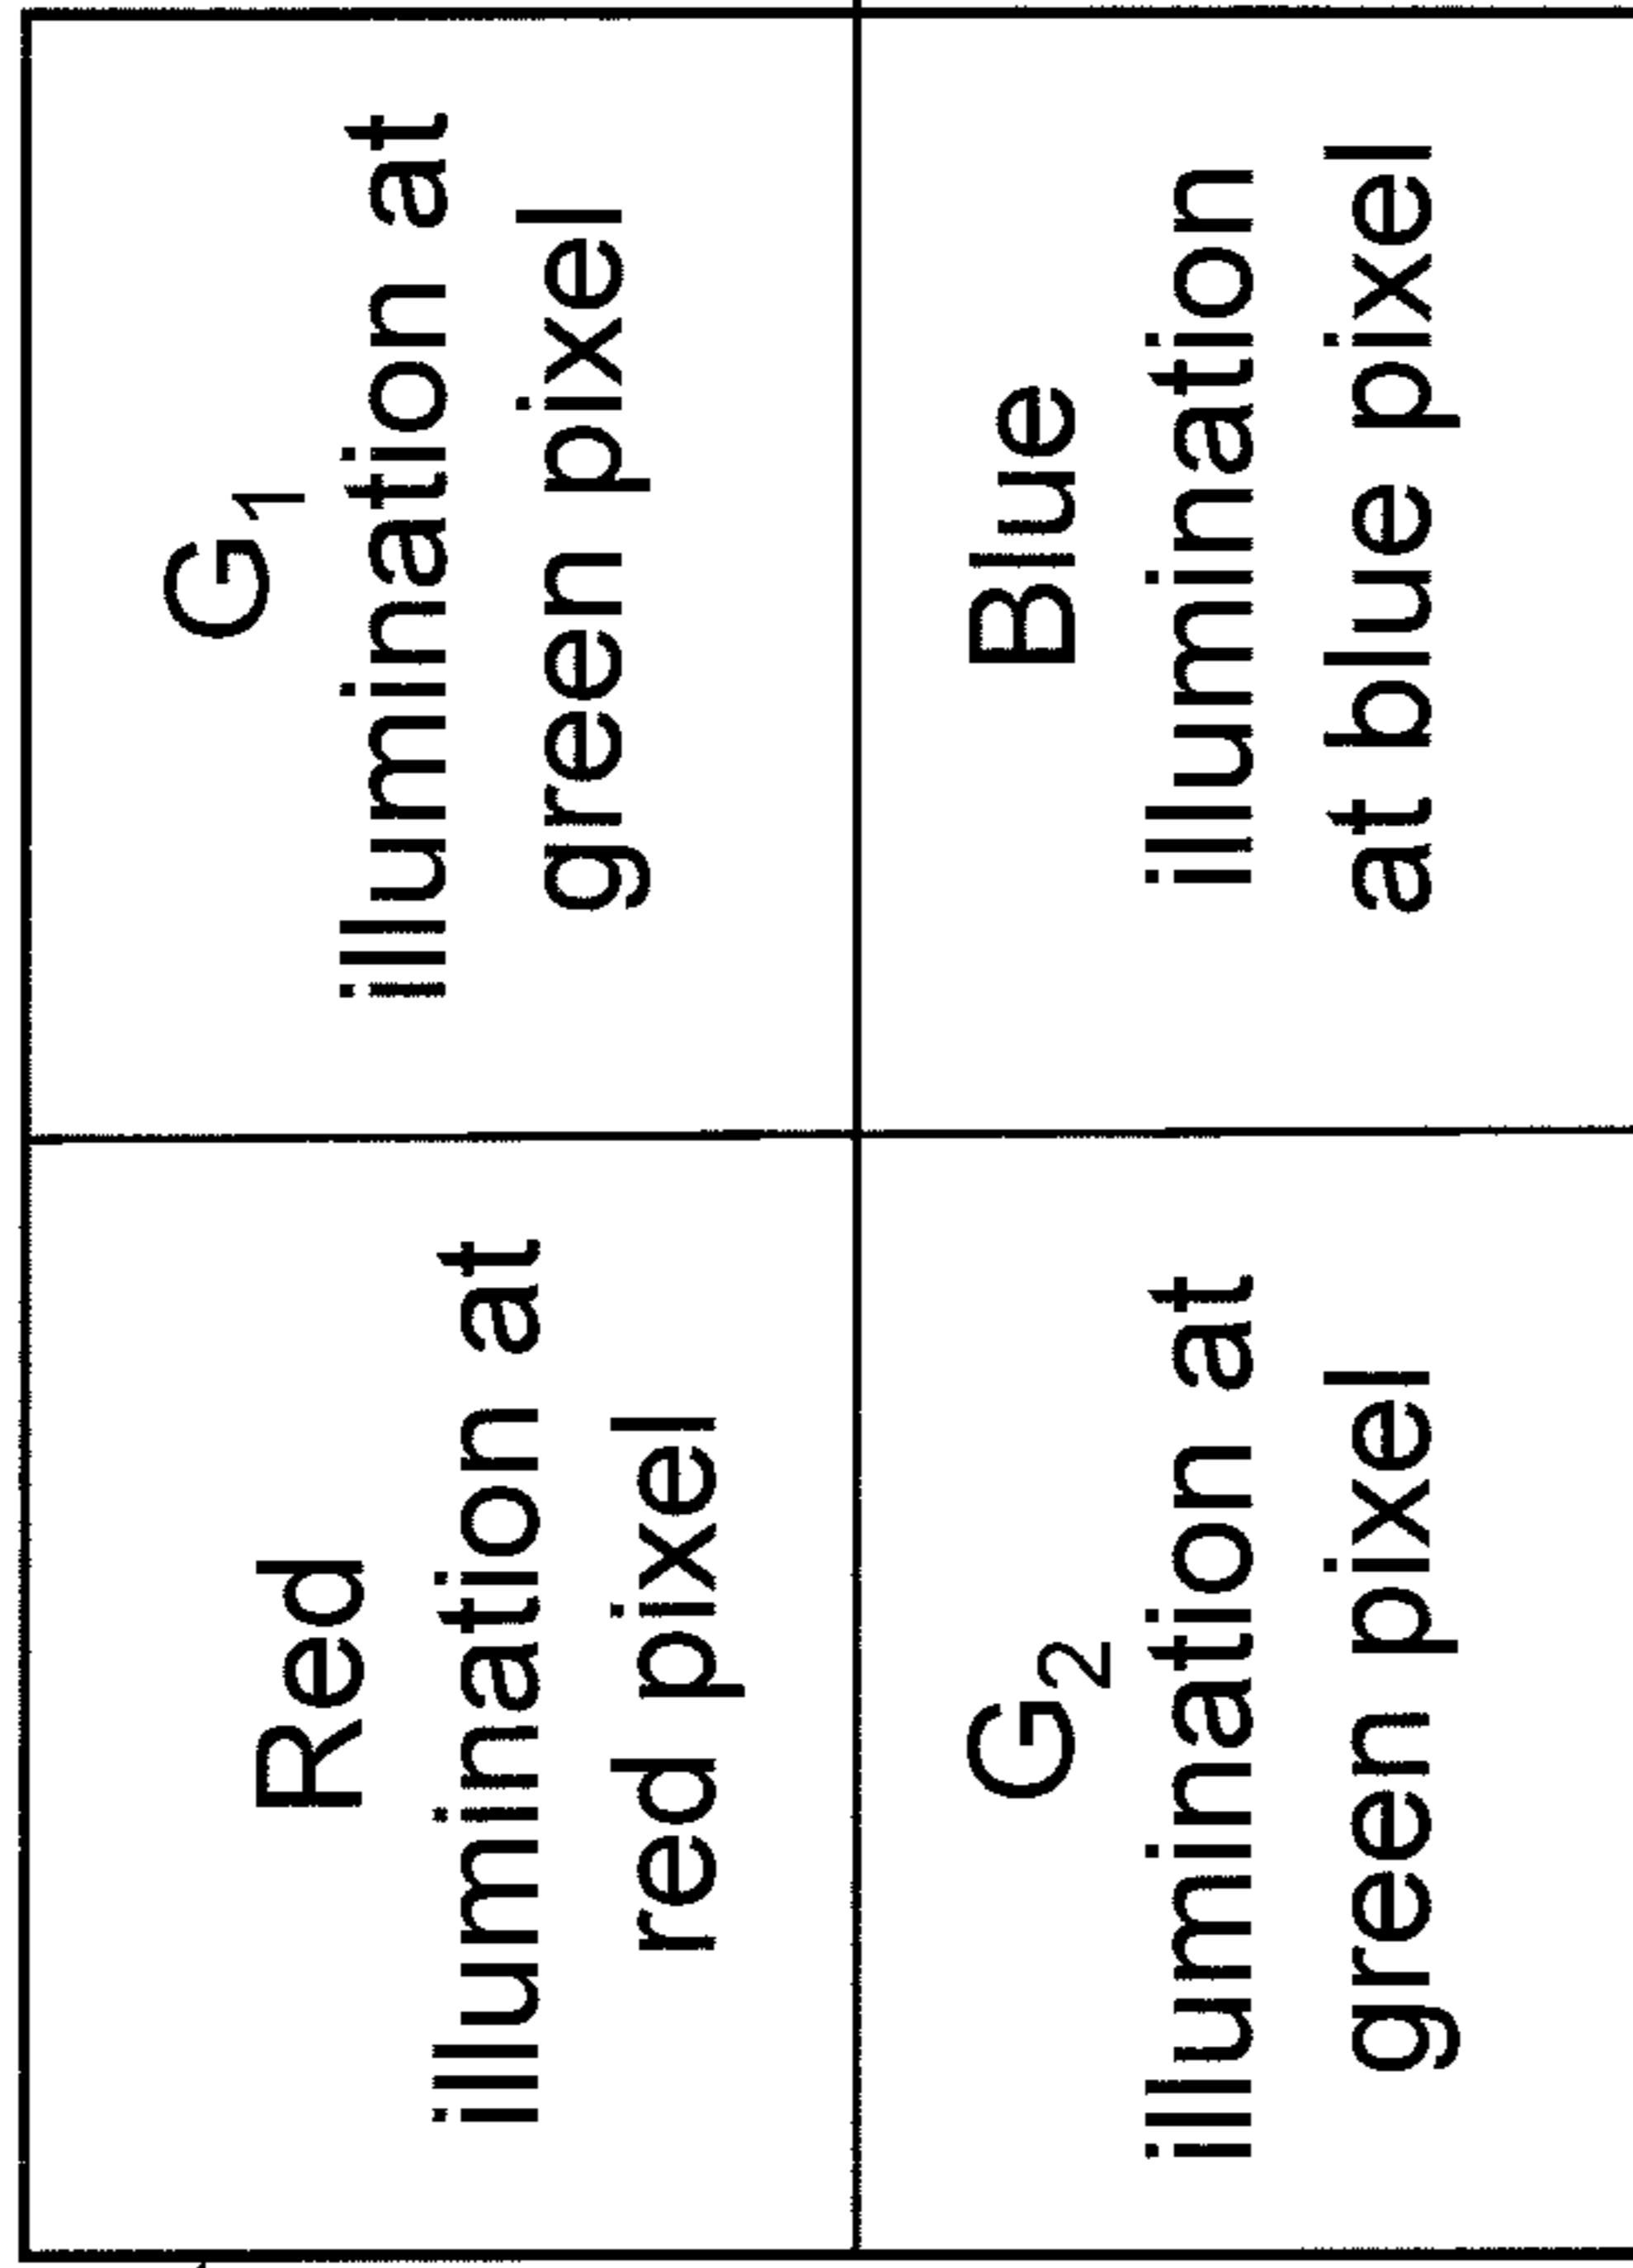 Red
illumination at
red pixel
G₁
illumination at
green pixel
G₂
illumination at
green pixel
Blue
illumination
at blue pixel